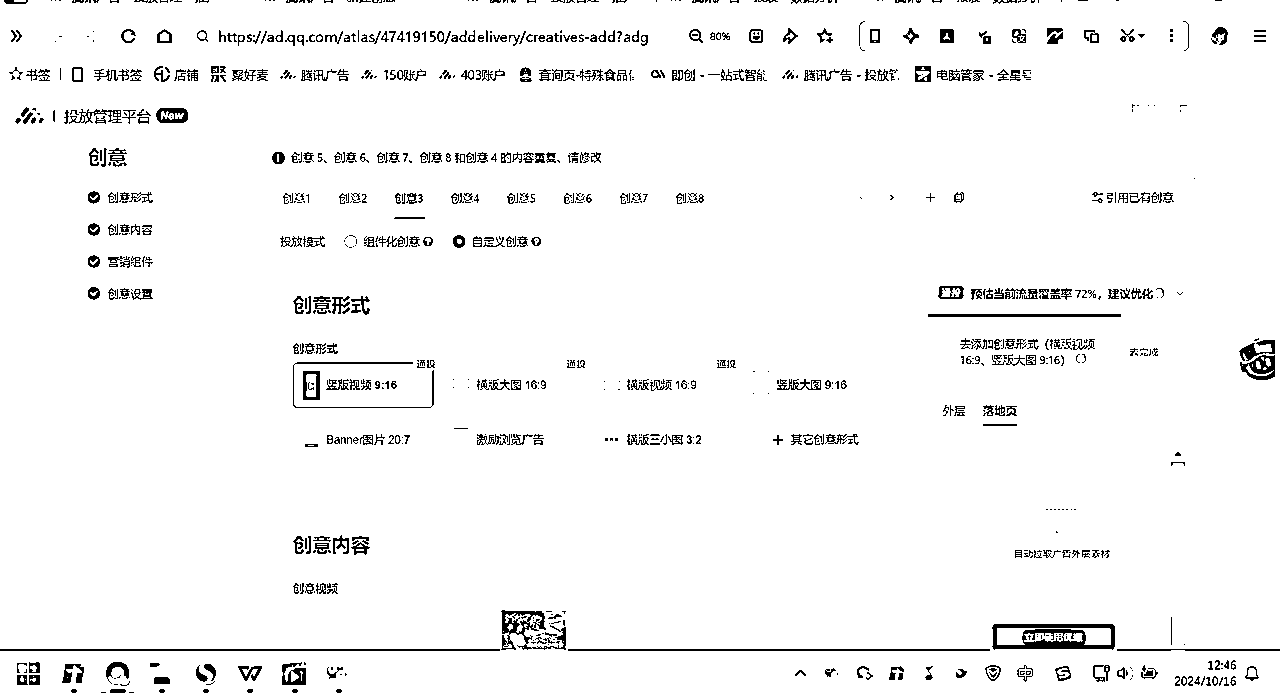 https://ad.qq.com/atlas/47419150/addelivery/creatives-add?adg
80%
书签 手机书签 店铺 聚好麦 腾讯广告 150账户 403账户 查询页-特殊食品 即创 - 一站式智能 腾讯广告 - 投放管 电脑管家 - 全
投放管理平台 New
创意
创意形式
创意内容
营销组件
创意设置
创意 5、创意 6、创意 7、创意 8 和创意 4 的内容重复、请修改
创意1 创意2 创意3 创意4 创意5 创意6 创意7 创意8
引用已有创意
投放模式 组件化创意 自定义创意
创意形式
创意形式
通投 通投 通投
竖版视频 9:16 横版大图 16:9 横版视频 16:9 竖版大图 9:16
Banner图片 20:7 激励浏览广告 横版三小图 3:2 其它创意形式
预估当前流量覆盖率 72%，建议优化
去添加创意形式（横版视频
16:9、竖版大图 9:16）
去完成
外层 落地页
自动拉取广告外层素材
创意内容
创意视频
中
12:46
2024/10/16